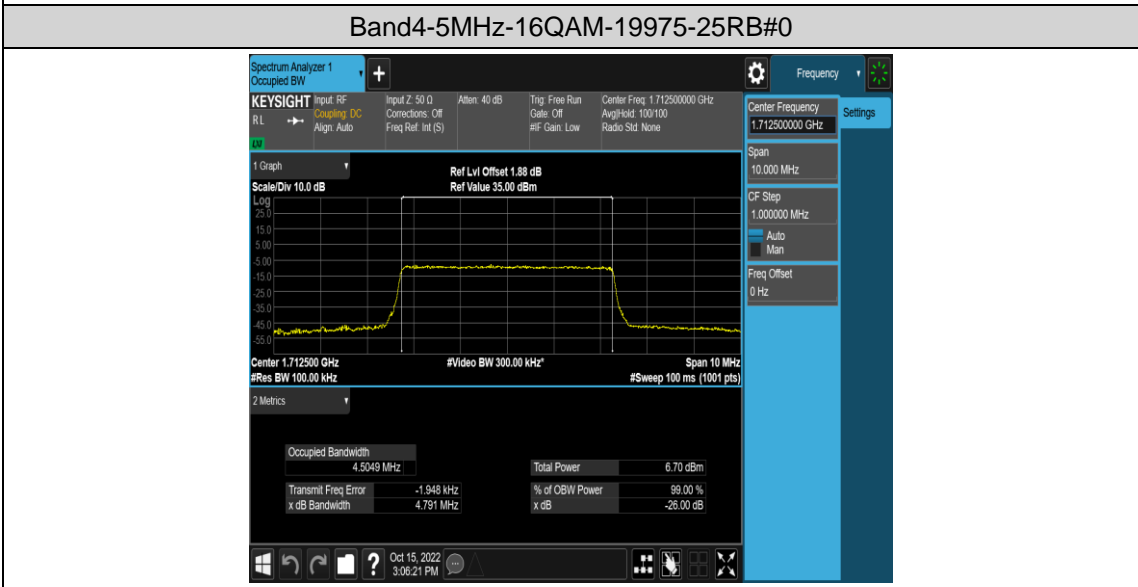 Band4-5MHz-16QAM-19975-25RB#0
Spectrum Analyzer 1
Occupied BW
+
Frequency
KEYSIGHT
RL
Input: RF
Coupling: DC
Align: Auto
Input Z: 50 Ω
Corrections: Off
Freq Ref: Int (S)
Atten: 40 dB
Trig: Free Run
Gate: Off
#IF Gain: Low
Center Freq: 1.712500000 GHz
Avg|Hold: 100/100
Radio Std: None
Center Frequency
1.712500000 GHz
Settings
Span
10.000 MHz
CF Step
1.000000 MHz
Auto
Man
Freq Offset
0 Hz
1 Graph
Ref Lvl Offset 1.88 dB
Scale/Div 10.0 dB
Ref Value 35.00 dBm
Log
25.0
15.0
5.00
-5.00
-15.0
-25.0
-35.0
-45.0
-55.0
Center 1.712500 GHz
#Video BW 300.00 kHz*
Span 10 MHz
#Res BW 100.00 kHz
#Sweep 100 ms (1001 pts)
2 Metrics
Occupied Bandwidth
4.5049 MHz
Total Power
6.70 dBm
Transmit Freq Error
-1.948 kHz
% of OBW Power
99.00 %
x dB Bandwidth
4.791 MHz
x dB
-26.00 dB
?
Oct 15, 2022
3:06:21 PM